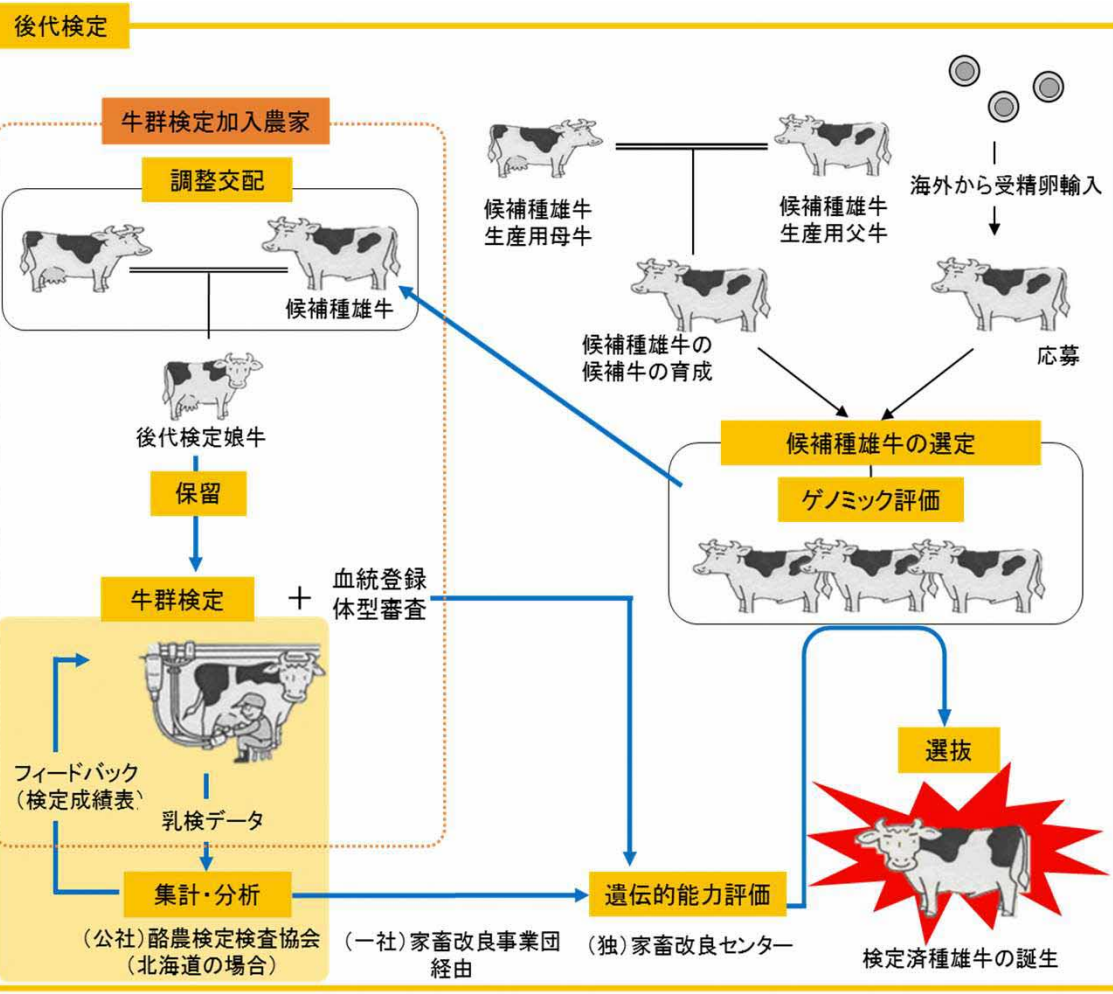 後代検定
牛群検定加入農家
調整交配
候補種雄牛
後代検定娘牛
保留
牛群検定
+
血統登録
体型審査
フィードバック
(検定成績表)
乳検データ
集計・分析
(公社)酪農検定検査協会
(北海道の場合)
(一社)家畜改良事業団
経由
候補種雄牛
生産用母牛
候補種雄牛
生産用父牛
海外から受精卵輸入
候補種雄牛の
候補牛の育成
応募
候補種雄牛の選定
ゲノミック評価
遺伝的能力評価
(独)家畜改良センター
選抜
検定済種雄牛の誕生